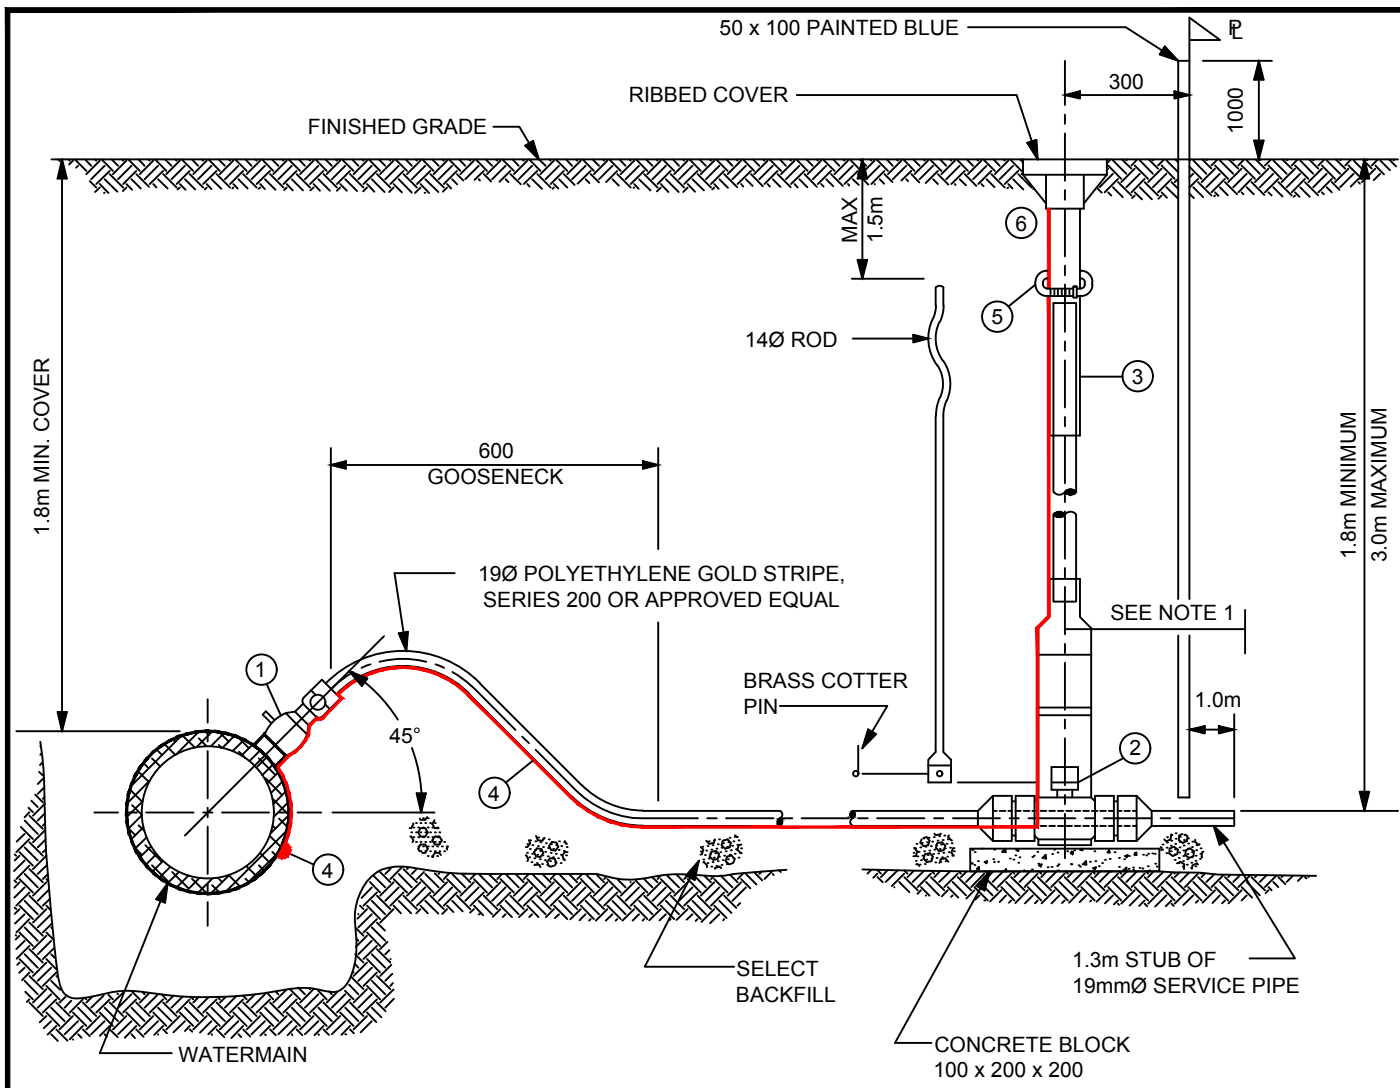 50 x 100 PAINTED BLUE
PL
RIBBED COVER
300
1000
FINISHED GRADE
MAX
1.5m
6
5
14Ø ROD
3
1.8m MIN. COVER
600
GOOSENECK
1.8m MINIMUM
3.0m MAXIMUM
19Ø POLYETHYLENE GOLD STRIPE,
SERIES 200 OR APPROVED EQUAL
SEE NOTE 1
1
BRASS COTTER
PIN
1.0m
45°
2
4
4
SELECT
BACKFILL
1.3m STUB OF
19mmØ SERVICE PIPE
WATERMAIN
CONCRETE BLOCK
100 x 200 x 200